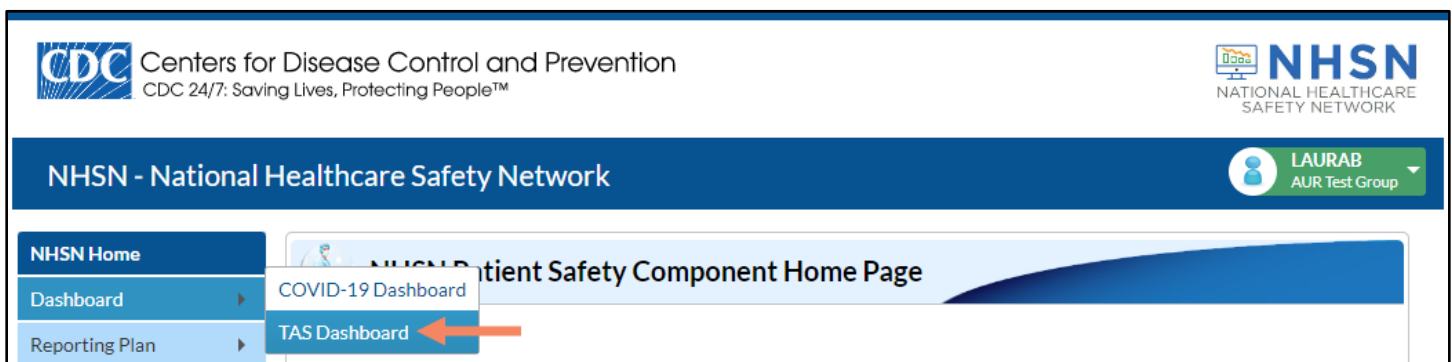 CDC
Centers for Disease Control and Prevention
CDC 24/7: Saving Lives, Protecting People™
NHSN
NATIONAL HEALTHCARE
SAFETY NETWORK
NHSN - National Healthcare Safety Network
LAURAB
AUR Test Group
NHSN Home
NHSN Patient Safety Component Home Page
Dashboard
COVID-19 Dashboard
TAS Dashboard
Reporting Plan